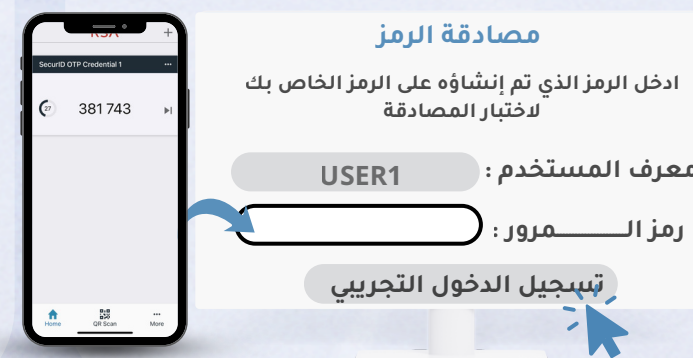 RSA
SecurID OTP Credential 1
27
381 743
Home
QR Scan
More
مصادقة الرمز
ادخل الرمز الذي تم إنشاؤه على الرمز الخاص بك
لاختبار المصادقة
معرف المستخدم :
USER1
رمز الـــــــــمرور :
تسجيل الدخول التجريبي